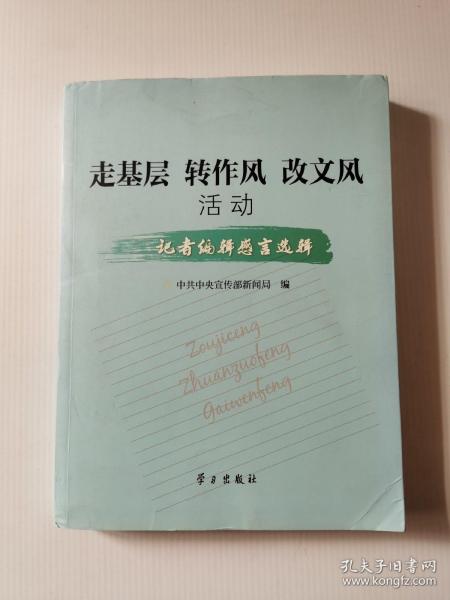 走基层 转作风 改文风
活动
记者编辑感言选辑
中共中央宣传部新闻局 编
Zoujiceng
Zhuanzuofeng
Gaiwenfeng
学习出版社
孔夫子旧书网
www.kongfz.com